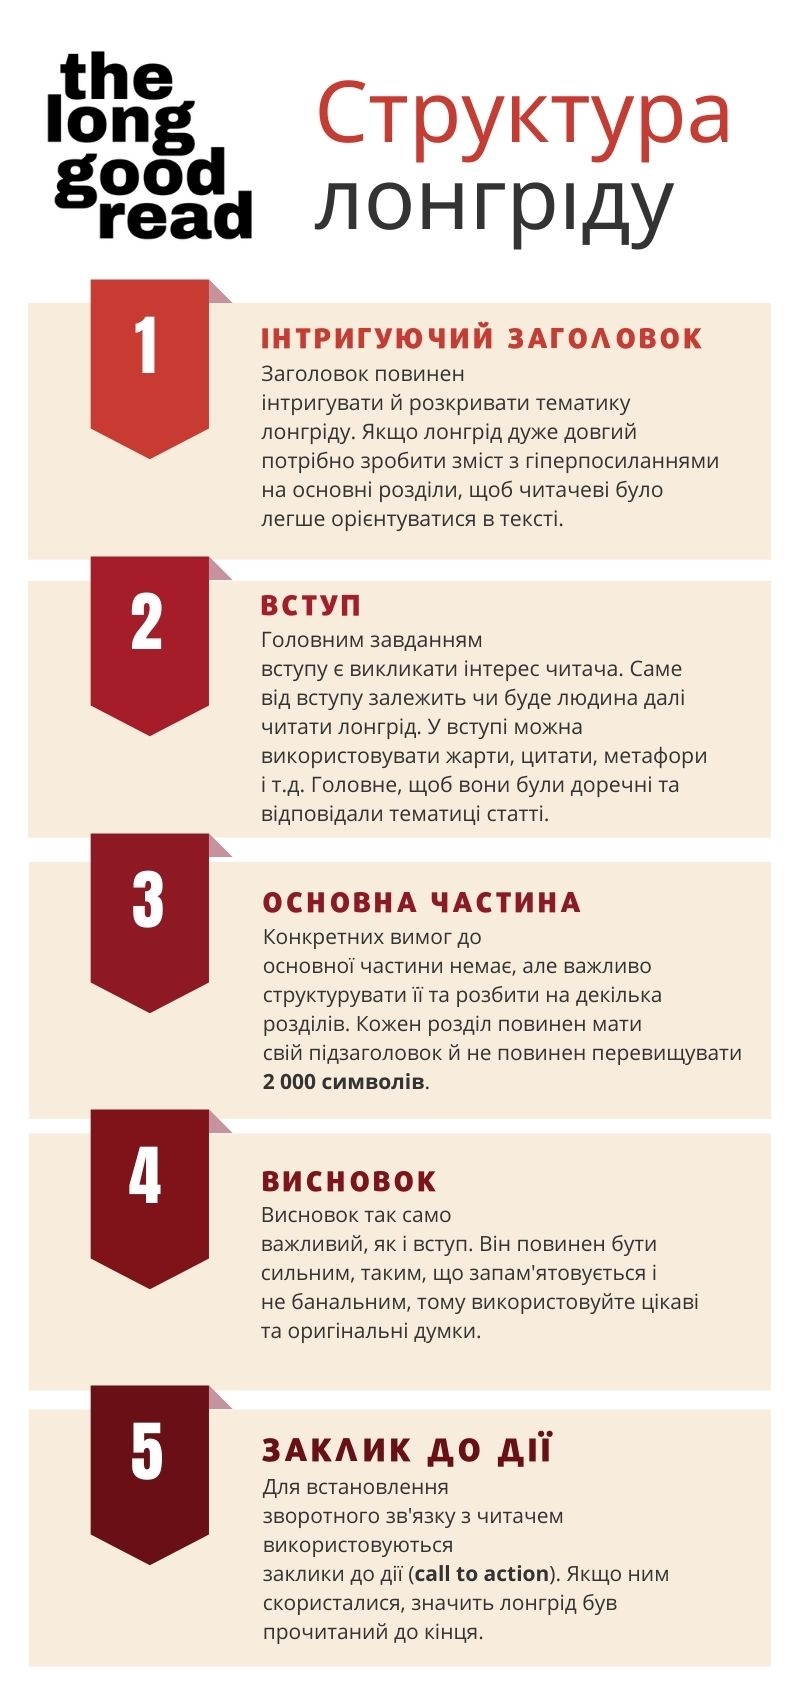 the
long
good
read
Структура
лонгріду
1
ІНТРИГУЮЧИЙ ЗАГОЛОВОК
Заголовок повинен
інтригувати й розкривати тематику
лонгріду. Якщо лонгрід дуже довгий
потрібно зробити зміст з гіперпосиланнями
на основні розділи, щоб читачеві було
легше орієнтуватися в тексті.
2
ВСТУП
Головним завданням
вступу є викликати інтерес читача. Саме
від вступу залежить чи буде людина далі
читати лонгрід. У вступі можна
використовувати жарти, цитати, метафори
і т.д. Головне, щоб вони були доречні та
відповідали тематиці статті.
3
ОСНОВНА ЧАСТИНА
Конкретних вимог до
основної частини немає, але важливо
структурувати її та розбити на декілька
розділів. Кожен розділ повинен мати
свій підзаголовок й не повинен перевищувати
2 000 символів.
4
ВИСНОВОК
Висновок так само
важливий, як і вступ. Він повинен бути
сильним, таким, що запам'ятовується і
не банальним, тому використовуйте цікаві
та оригінальні думки.
5
ЗАКЛИК ДО ДІЇ
Для встановлення
зворотного зв'язку з читачем
використовуються
заклики до дії (call to action). Якщо ним
скористалися, значить лонгрід був
прочитаний до кінця.